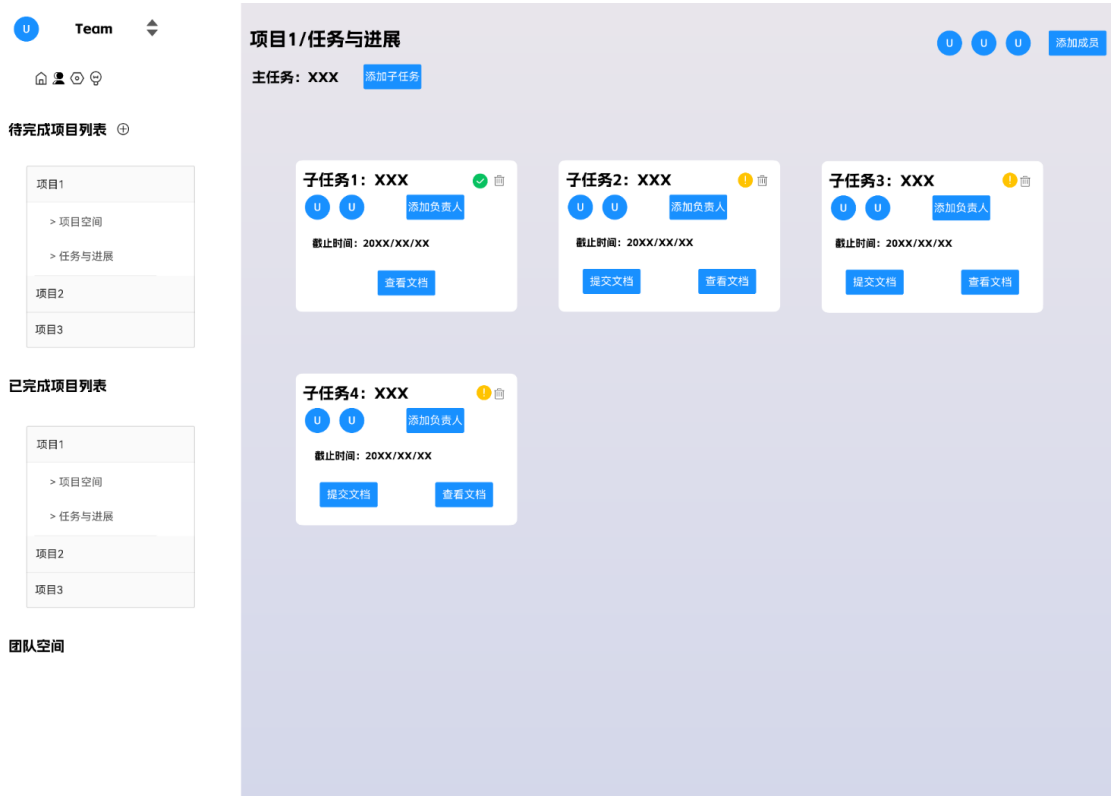 U Team
待完成项目列表
项目1
> 项目空间
> 任务与进展
项目2
项目3
已完成项目列表
项目1
> 项目空间
> 任务与进展
项目2
项目3
团队空间
项目1/任务与进展
U U U 添加成员
主任务：XXX 添加子任务
子任务1：XXX
U U 添加负责人
截止时间：20XX/XX/XX
查看文档
子任务2：XXX
U U 添加负责人
截止时间：20XX/XX/XX
提交文档 查看文档
子任务3：XXX
U U 添加负责人
截止时间：20XX/XX/XX
提交文档 查看文档
子任务4：XXX
U U 添加负责人
截止时间：20XX/XX/XX
提交文档 查看文档